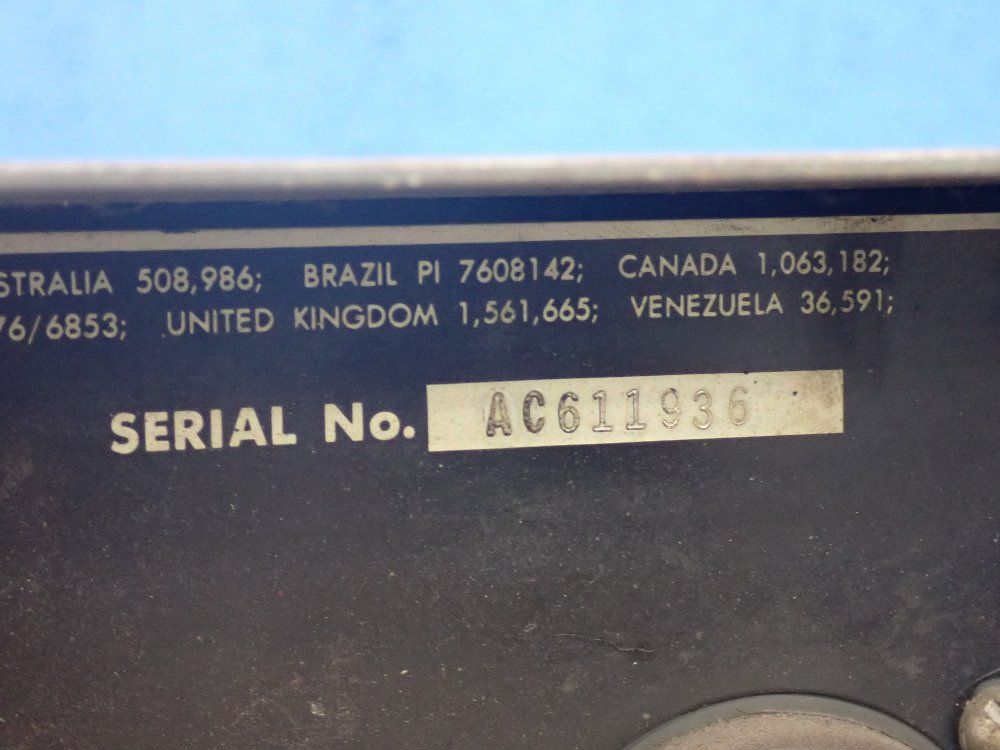 STRALIA 508,986; BRAZIL PI 7608142; CANADA 1,063,182;
76/6853; UNITED KINGDOM 1,561,665; VENEZUELA 36,591;
SERIAL No. AC611936